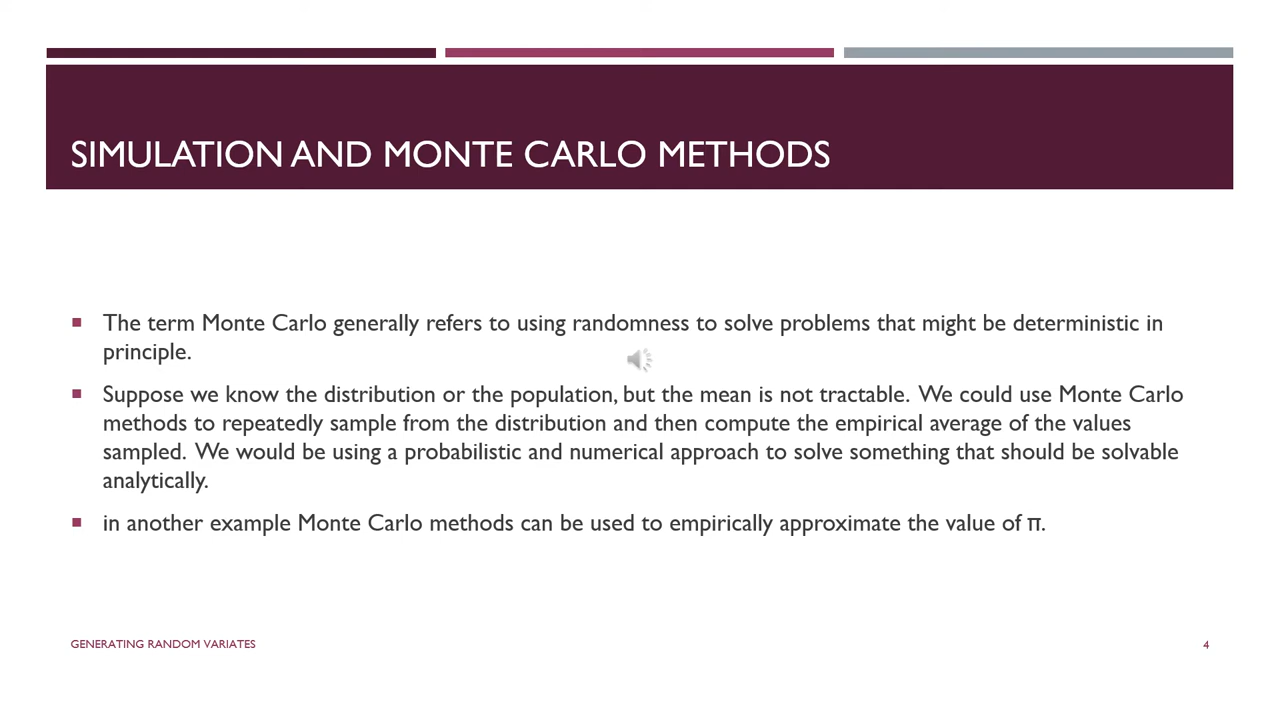 SIMULATION AND MONTE CARLO METHODS
The term Monte Carlo generally refers to using randomness to solve problems that might be deterministic in
principle.
Suppose we know the distribution or the population, but the mean is not tractable. We could use Monte Carlo
methods to repeatedly sample from the distribution and then compute the empirical average of the values
sampled. We would be using a probabilistic and numerical approach to solve something that should be solvable
analytically.
in another example Monte Carlo methods can be used to empirically approximate the value of π.
GENERATING RANDOM VARIATES
4